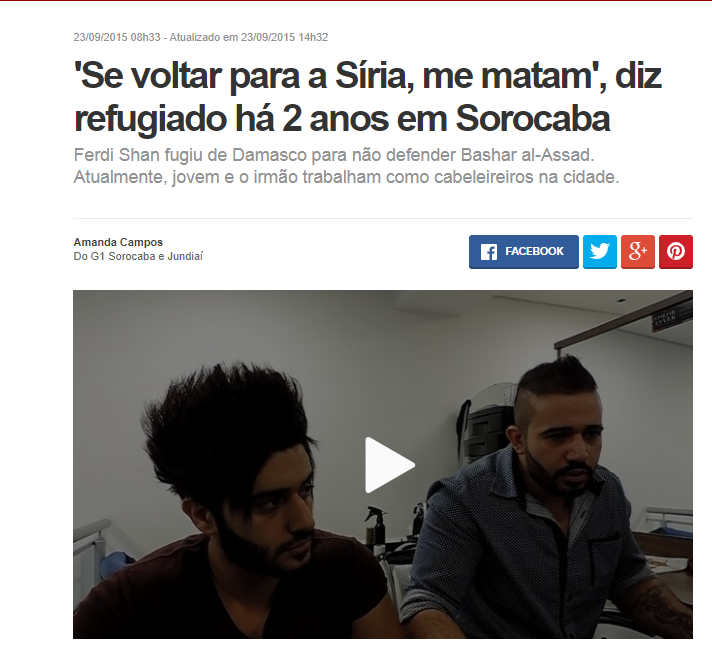 23/09/2015 08h33 - Atualizado em 23/09/2015 14h32
'Se voltar para a Síria, me matam', diz
refugiado há 2 anos em Sorocaba
Ferdi Shan fugiu de Damasco para não defender Bashar al-Assad.
Atualmente, jovem e o irmão trabalham como cabeleireiros na cidade.
Amanda Campos
Do G1 Sorocaba e Jundiaí
FACEBOOK